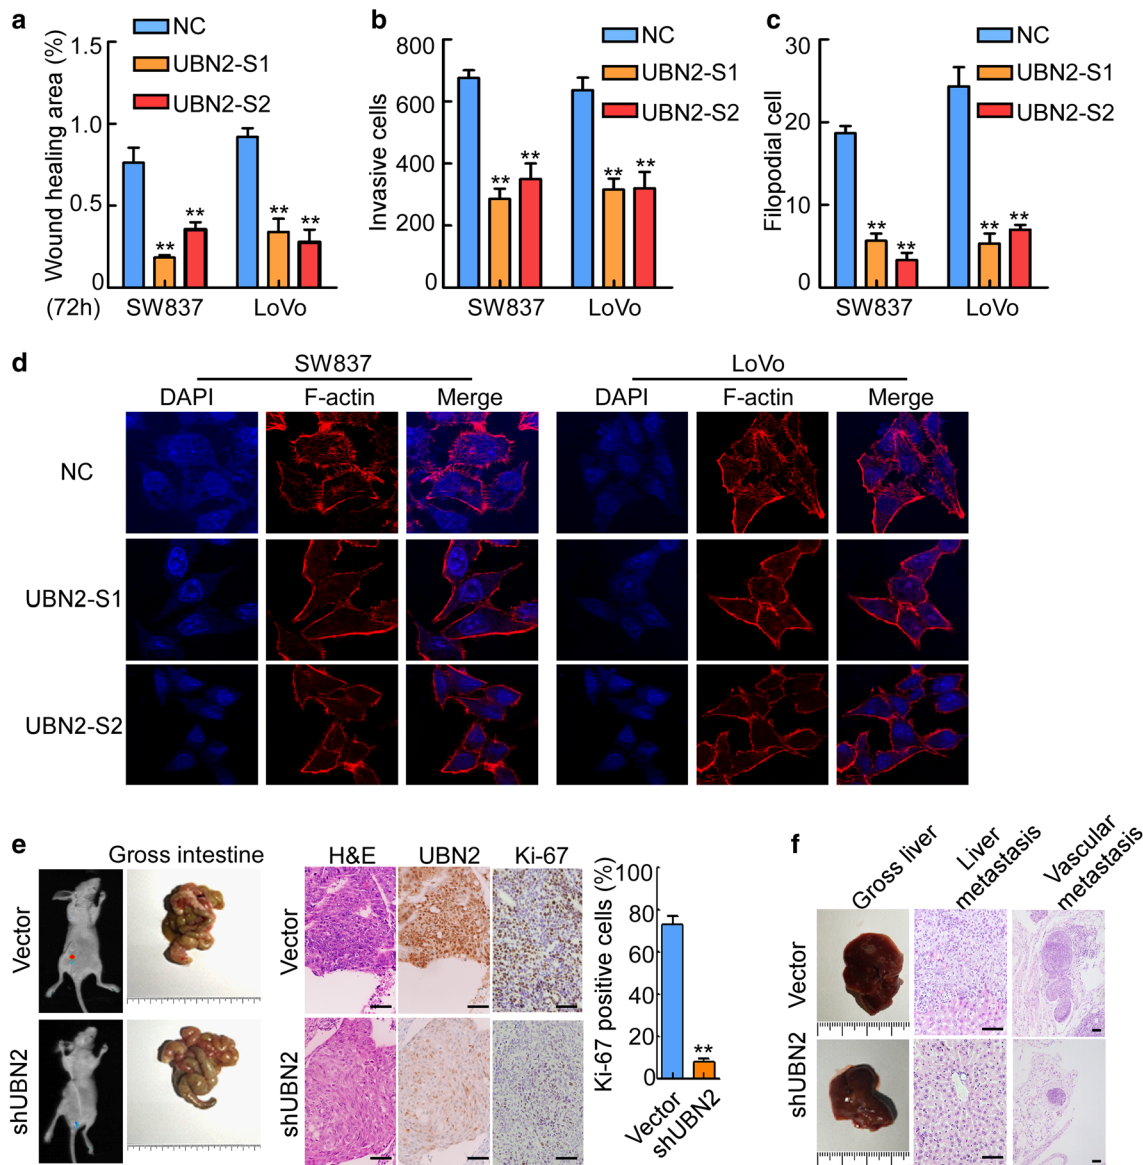 a
NC
UBN2-S1
UBN2-S2
Wound healing area (%)
1.5
1.0
0.5
0
** ** ** **
(72h) SW837 LoVo
b
NC
UBN2-S1
UBN2-S2
Invasive cells
800
600
400
200
0
** ** ** **
SW837 LoVo
c
NC
UBN2-S1
UBN2-S2
Filopodial cell
30
20
10
0
** ** ** **
SW837 LoVo
d
SW837 LoVo
DAPI F-actin Merge DAPI F-actin Merge
NC
UBN2-S1
UBN2-S2
e
Gross intestine
H&E UBN2 Ki-67
Vector
shUBN2
Vector
shUBN2
Ki-67 positive cells (%)
100
80
60
40
20
0
**
Vector
shUBN2
f
Gross liver
Liver
metastasis
Vascular
metastasis
Vector
shUBN2